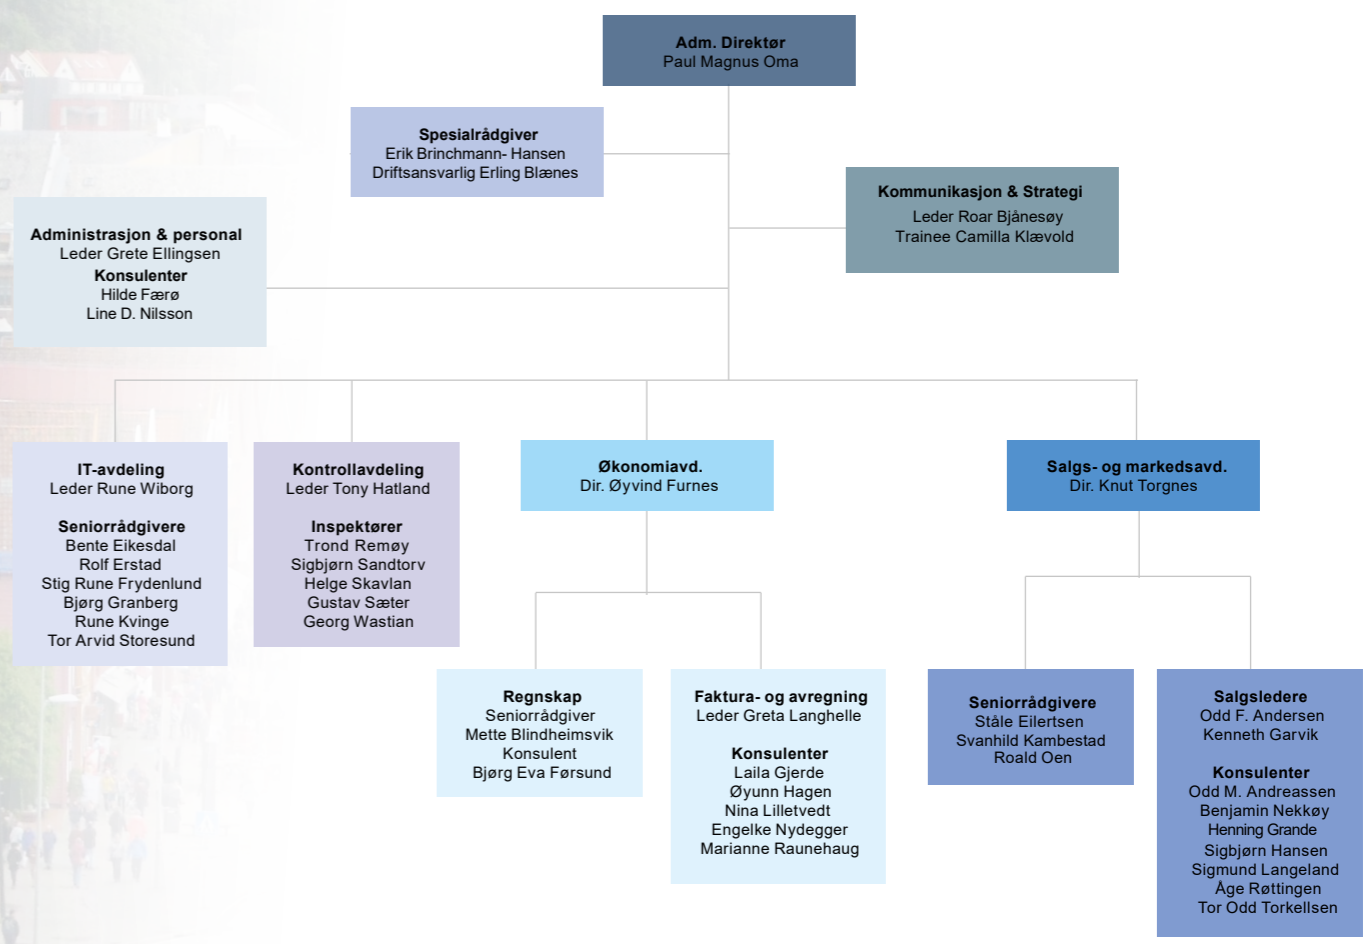 Adm. Direktør
Paul Magnus Oma
Spesialrådgiver
Erik Brinchmann- Hansen
Driftsansvarlig Erling Blænes
Kommunikasjon & Strategi
Leder Roar Bjånesøy
Trainee Camilla Klævold
Administrasjon & personal
Leder Grete Ellingsen
Konsulenter
Hilde Færø
Line D. Nilsson
IT-avdeling
Leder Rune Wiborg
Seniorrådgivere
Bente Eikesdal
Rolf Erstad
Stig Rune Frydenlund
Bjørg Granberg
Rune Kvinge
Tor Arvid Storesund
Kontrollavdeling
Leder Tony Hatland
Inspektører
Trond Remøy
Sigbjørn Sandtorv
Helge Skavlan
Gustav Sæter
Georg Wastian
Økonomiavd.
Dir. Øyvind Furnes
Salgs- og markedsavd.
Dir. Knut Torgnes
Regnskap
Seniorrådgiver
Mette Blindheimsvik
Konsulent
Bjørg Eva Førsund
Faktura- og avregning
Leder Greta Langhelle
Konsulenter
Laila Gjerde
Øyunn Hagen
Nina Lilletvedt
Engelke Nydegger
Marianne Raunehaug
Seniorrådgivere
Ståle Eilertsen
Svanhild Kambestad
Roald Oen
Salgsledere
Odd F. Andersen
Kenneth Garvik
Konsulenter
Odd M. Andreassen
Benjamin Nekkøy
Henning Grande
Sigbjørn Hansen
Sigmund Langeland
Åge Røttingen
Tor Odd Torkellsen